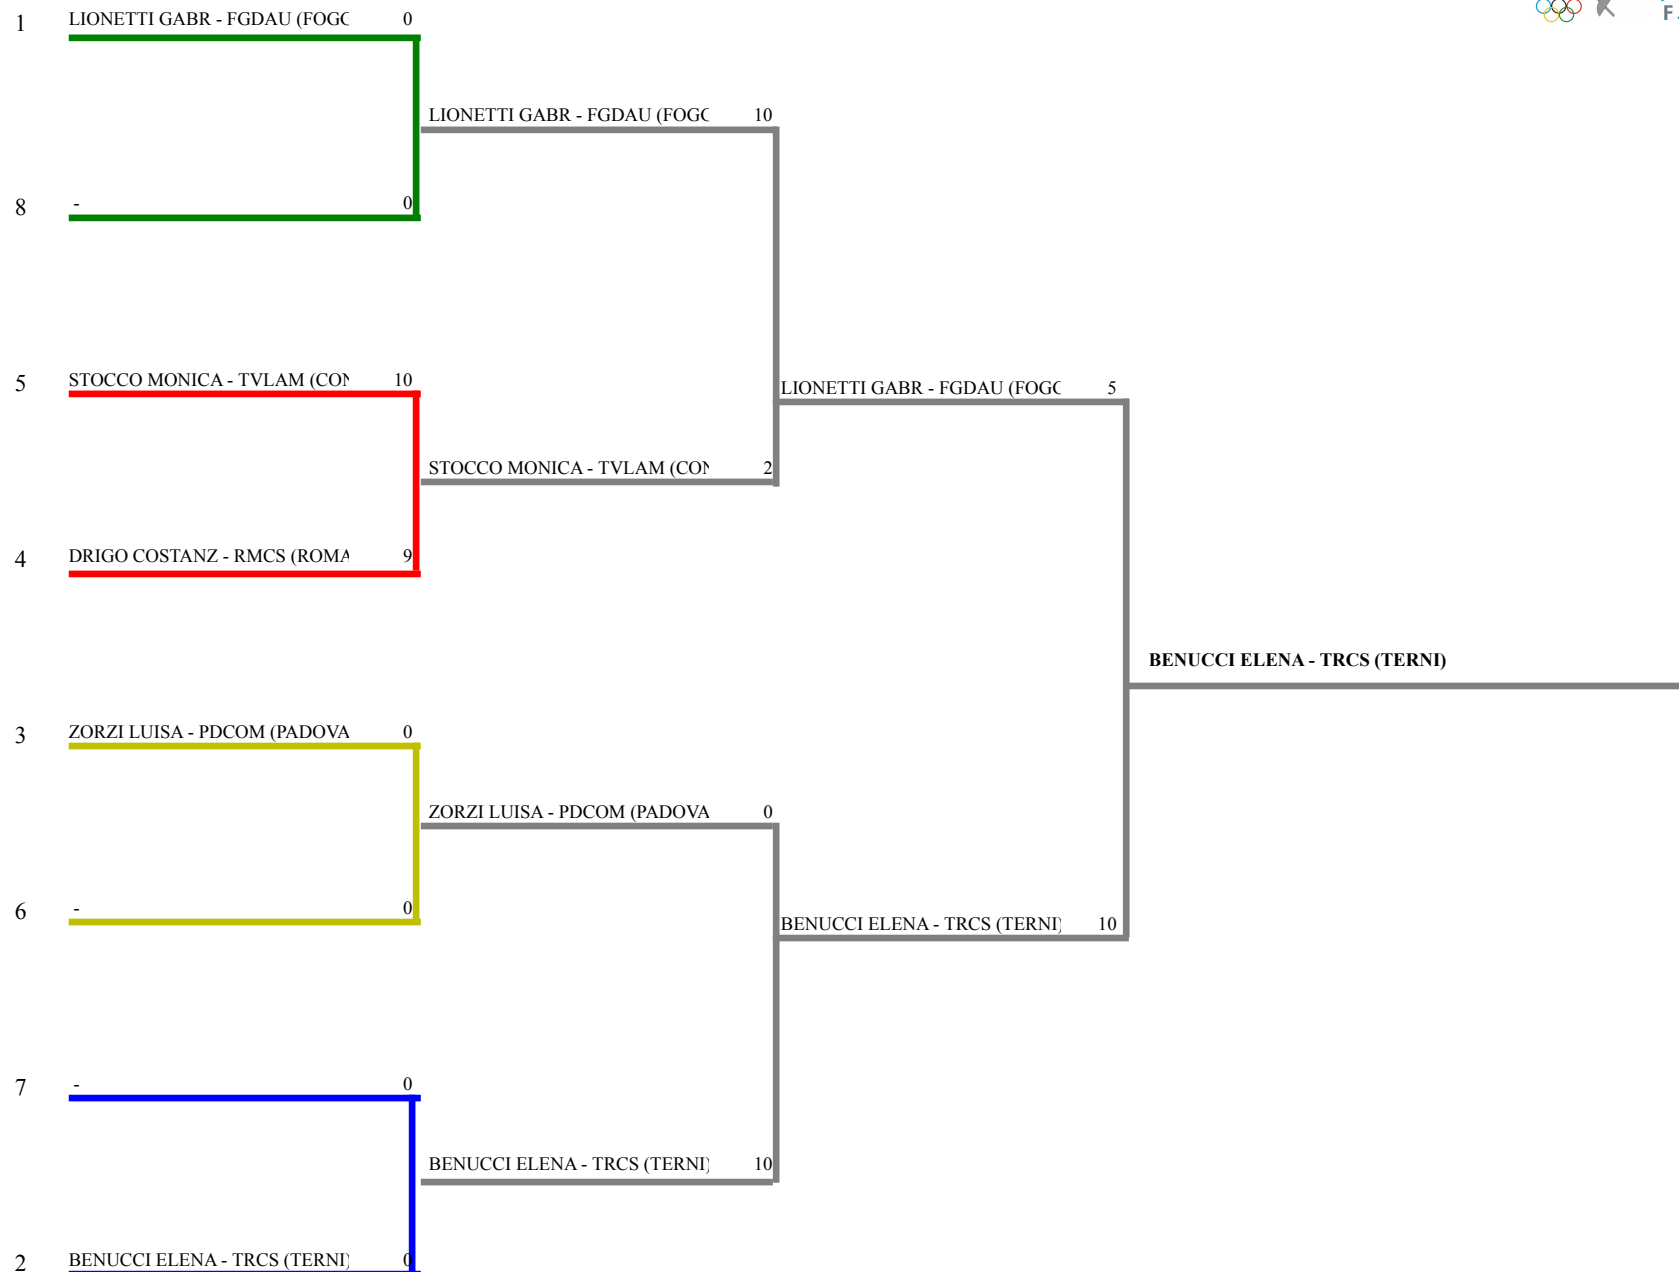 1 LIONETTI GABR - FGDAU (FOGG 0
F
LIONETTI GABR - FGDAU (FOGG 10
8 - 0
5 STOCCO MONICA - TVLAM (CON 10
LIONETTI GABR - FGDAU (FOGG 5
STOCCO MONICA - TVLAM (CON 2
4 DRIGO COSTANZ - RMCS (ROMA 9
BENUCCI ELENA - TRCS (TERNI)
3 ZORZI LUISA - PDCOM (PADOVA 0
ZORZI LUISA - PDCOM (PADOVA 0
6 - 0
BENUCCI ELENA - TRCS (TERNI) 10
7 - 0
BENUCCI ELENA - TRCS (TERNI) 10
2 BENUCCI ELENA - TRCS (TERNI) 0